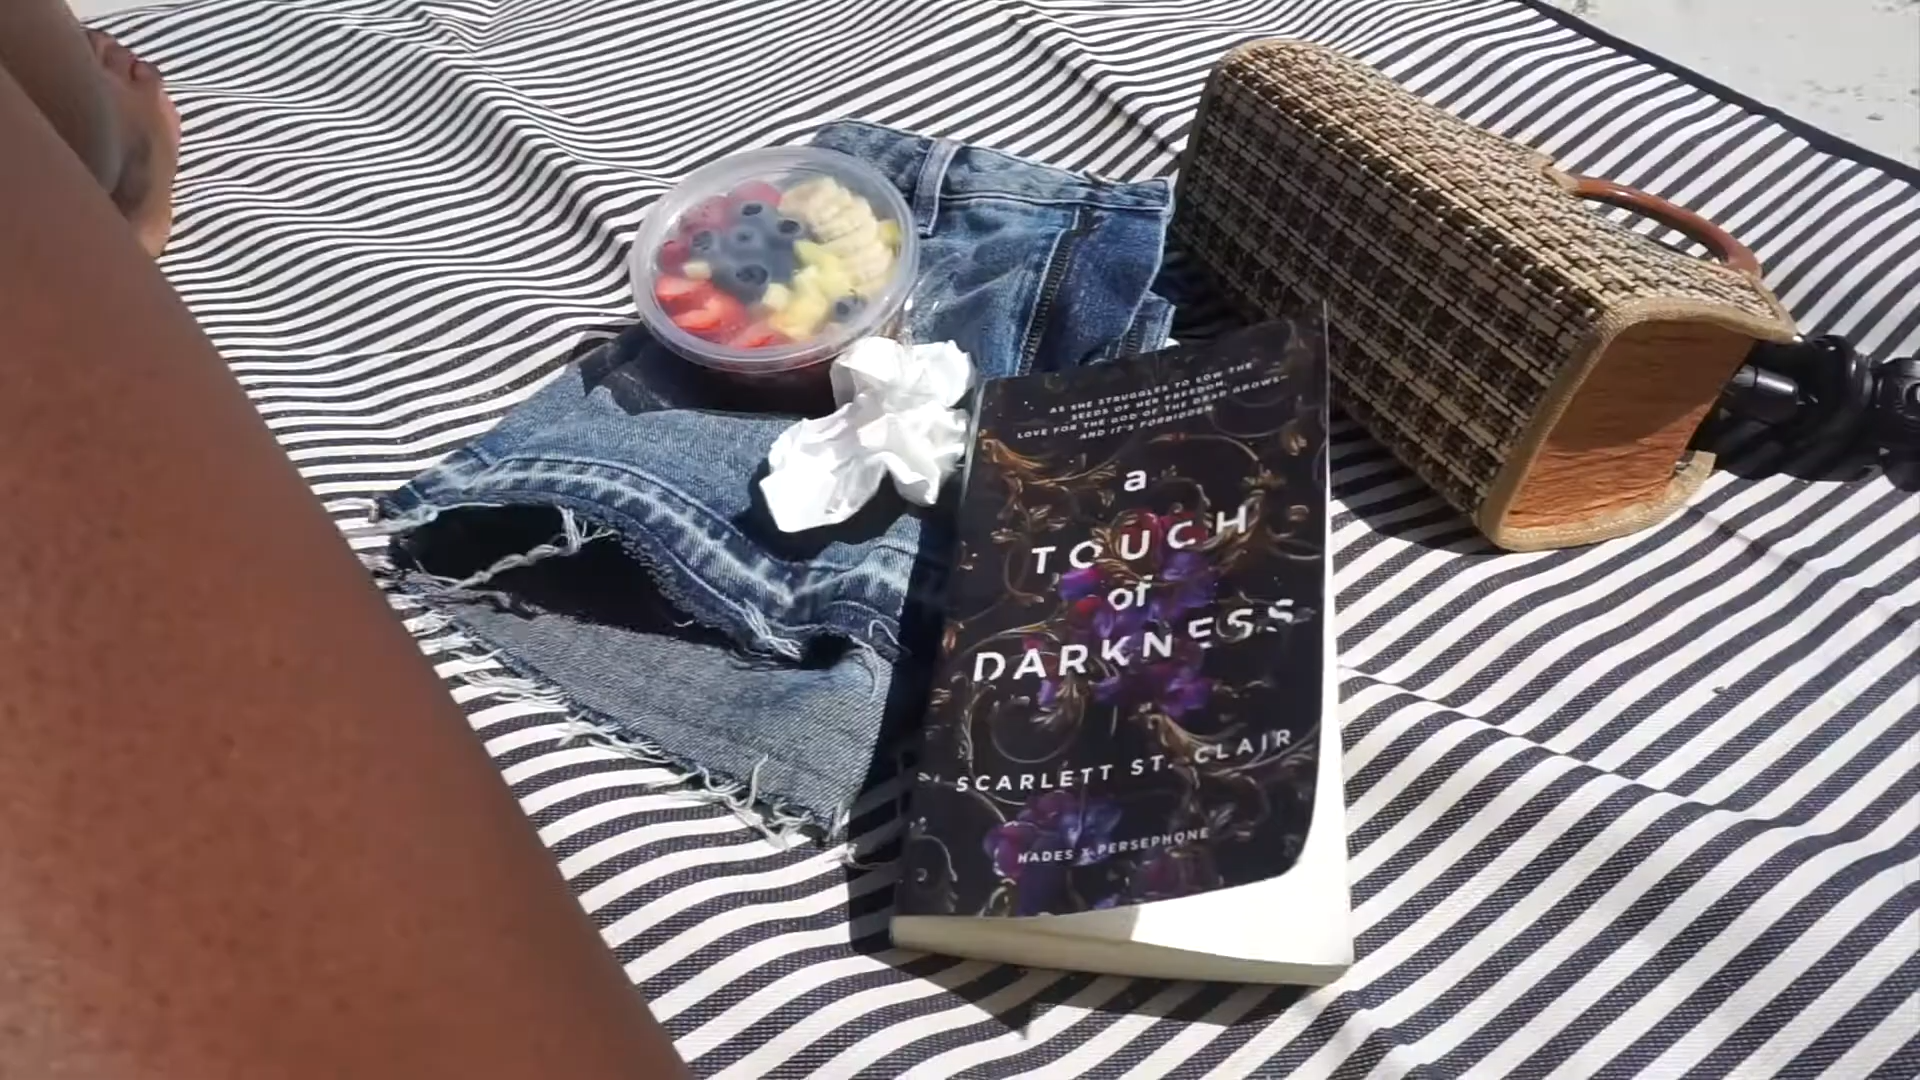 AS SHE STRUGGLES TO SOW THE
SEEDS OF HER FREEDOM,
LOVE FOR THE GOD OF THE DEAD GROWS—
AND IT'S FORBIDDEN.
a
TOUCH
of
DARKNESS
SCARLETT ST. CLAIR
HADES X PERSEPHONE